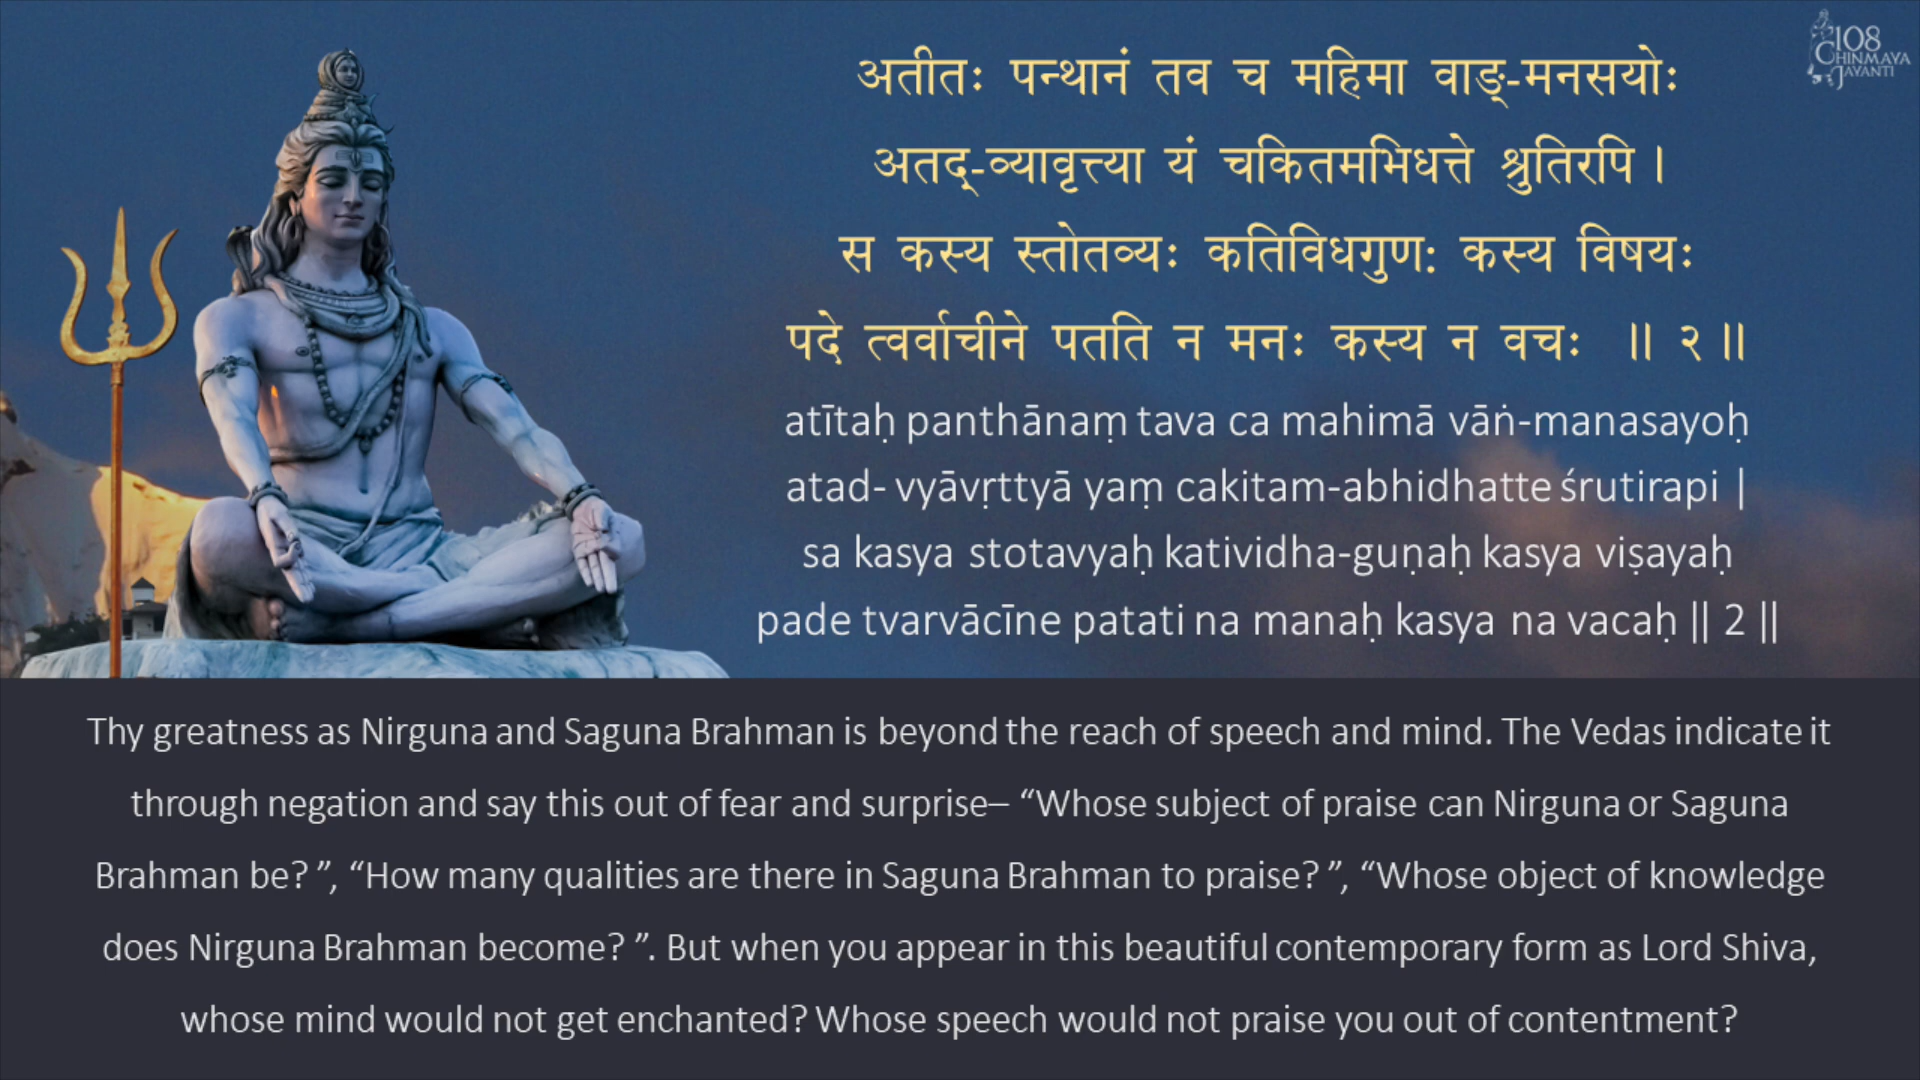 108
CHINMAYA
JAYANTI
अतीतः पन्थानं तव च महिमा वाङ्-मनसयोः
अतद्-व्यावृत्त्या यं चकितमभिधत्ते श्रुतिरपि ।
स कस्य स्तोतव्यः कतिविधगुणः कस्य विषयः
पदे त्वर्वाचीने पतति न मनः कस्य न वचः ॥ २ ॥
atītaḥ panthānaṃ tava ca mahimā vāṅ-manasayoḥ
atad- vyāvṛttyā yaṃ cakitam-abhidhatte śrutirapi |
sa kasya stotavyaḥ katividha-guṇaḥ kasya viṣayaḥ
pade tvarvācīne patati na manaḥ kasya na vacaḥ || 2 ||
Thy greatness as Nirguna and Saguna Brahman is beyond the reach of speech and mind. The Vedas indicate it
through negation and say this out of fear and surprise– “Whose subject of praise can Nirguna or Saguna
Brahman be? ”, “How many qualities are there in Saguna Brahman to praise? ”, “Whose object of knowledge
does Nirguna Brahman become? ”. But when you appear in this beautiful contemporary form as Lord Shiva,
whose mind would not get enchanted? Whose speech would not praise you out of contentment?